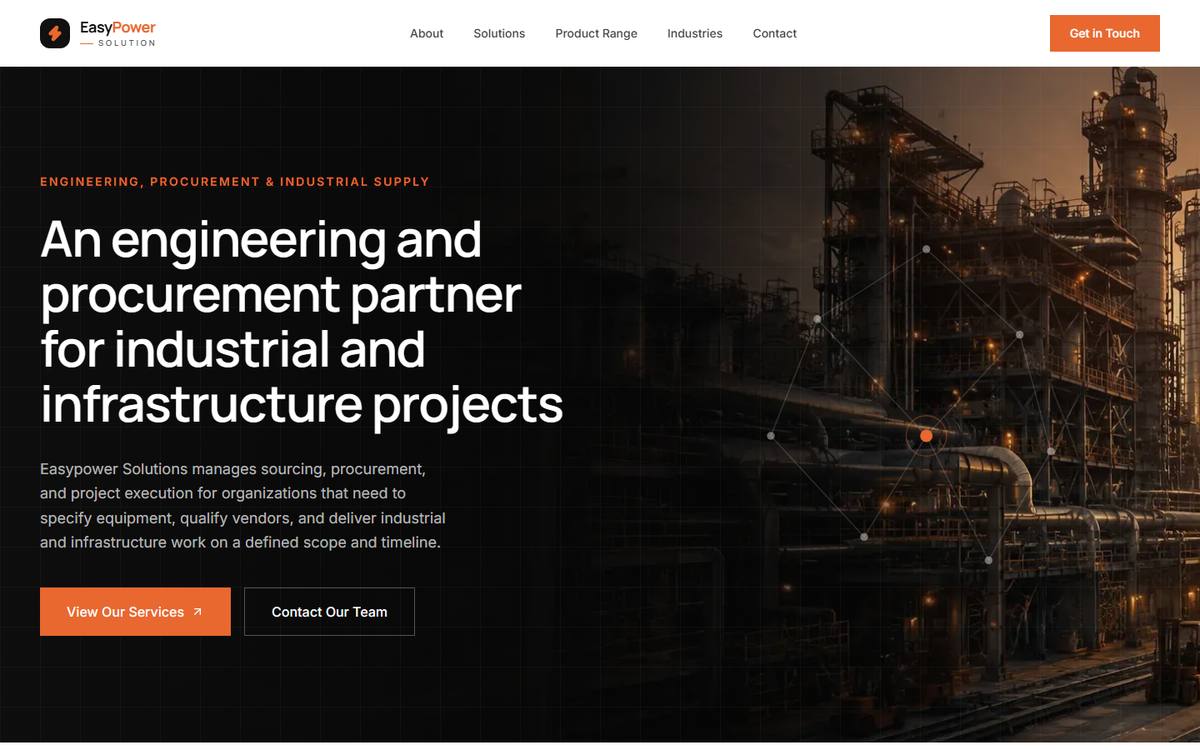 EasyPower
SOLUTION
About
Solutions
Product Range
Industries
Contact
Get in Touch
ENGINEERING, PROCUREMENT & INDUSTRIAL SUPPLY
An engineering and
procurement partner
for industrial and
infrastructure projects
Easypower Solutions manages sourcing, procurement,
and project execution for organizations that need to
specify equipment, qualify vendors, and deliver industrial
and infrastructure work on a defined scope and timeline.
View Our Services
Contact Our Team